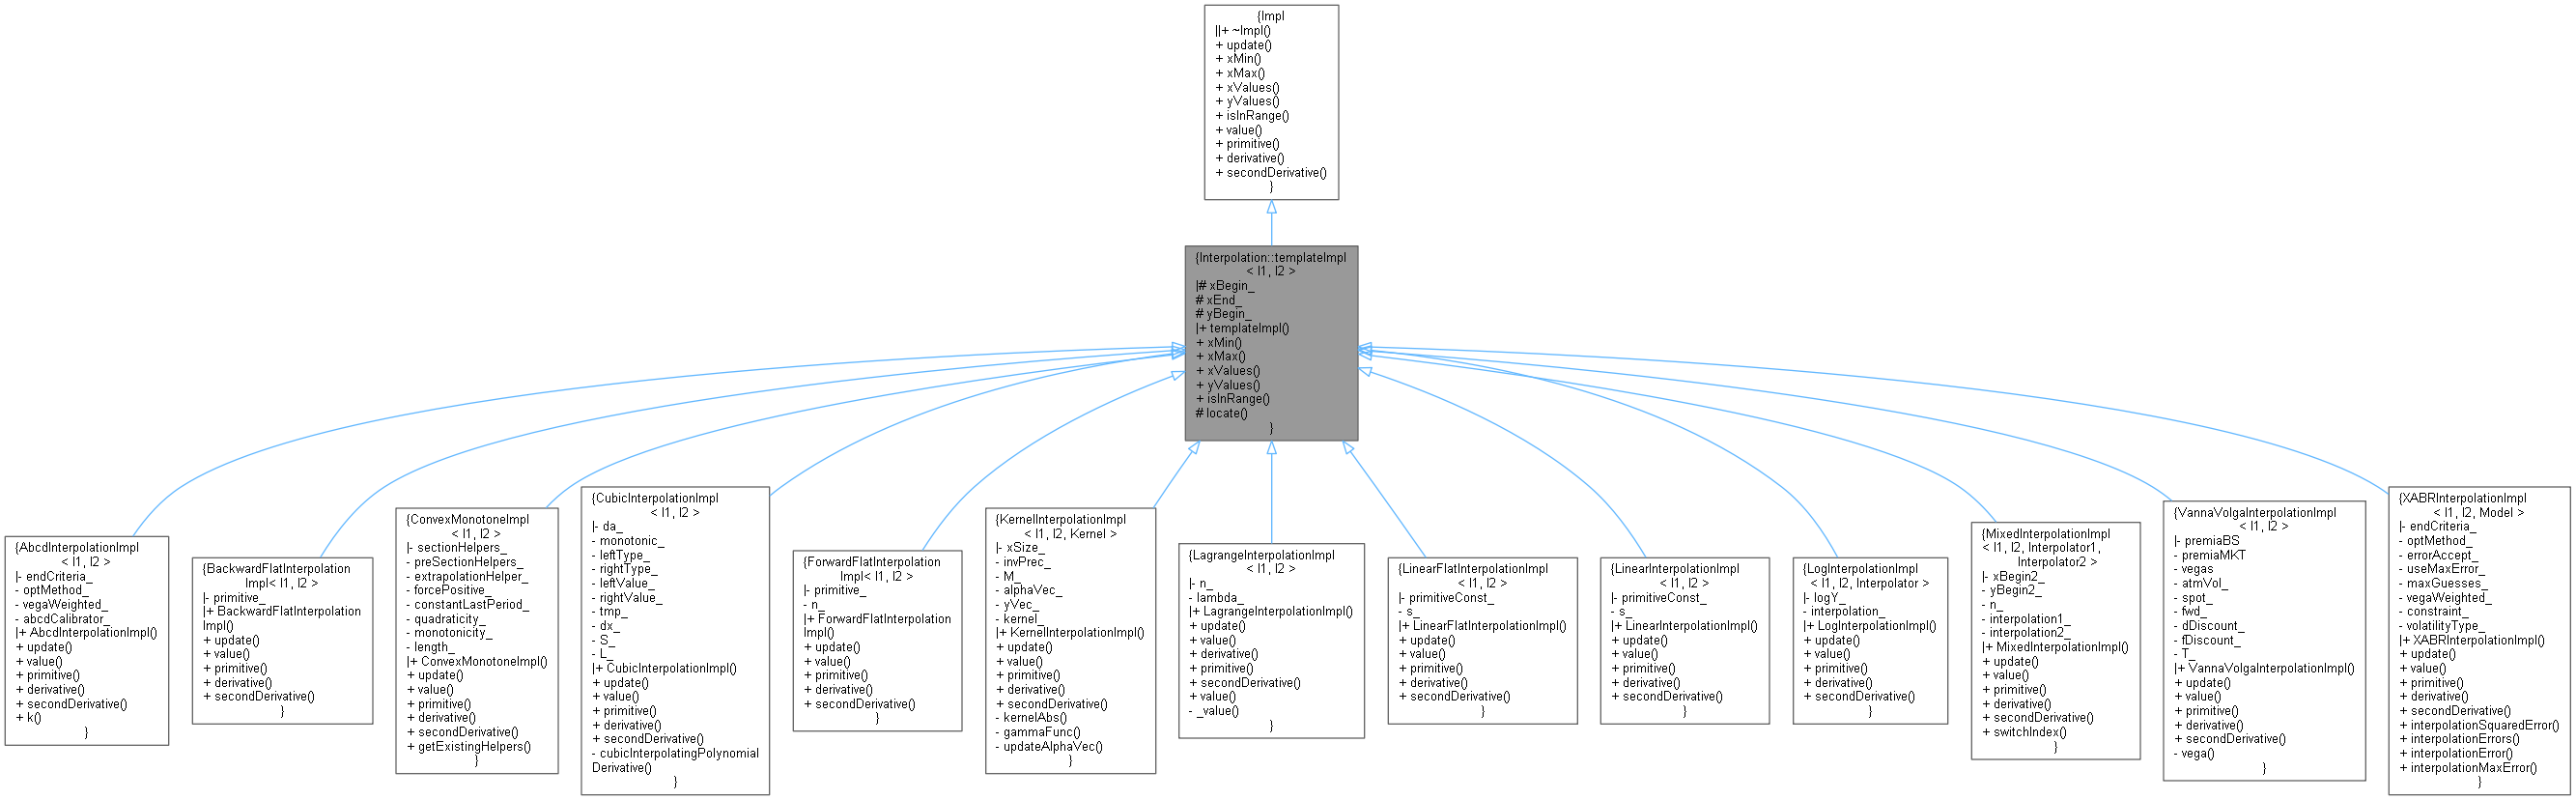 {Impl
||+ ~Impl()
+ update()
+ xMin()
+ xMax()
+ xValues()
+ yValues()
+ isInRange()
+ value()
+ primitive()
+ derivative()
+ secondDerivative()
}
{Interpolation::templateImpl
< I1, I2 >
|# xBegin_
# xEnd_
# yBegin_
|+ templateImpl()
+ xMin()
+ xMax()
+ xValues()
+ yValues()
+ isInRange()
# locate()
}
{AbcdInterpolationImpl
< I1, I2 >
|- endCriteria_
- optMethod_
- vegaWeighted_
- abcdCalibrator_
|+ AbcdInterpolationImpl()
+ update()
+ value()
+ primitive()
+ derivative()
+ secondDerivative()
+ k()
}
{BackwardFlatInterpolation
Impl< I1, I2 >
|- primitive_
|+ BackwardFlatInterpolation
Impl()
+ update()
+ value()
+ primitive()
+ derivative()
+ secondDerivative()
}
{ConvexMonotoneImpl
< I1, I2 >
|- sectionHelpers_
- preSectionHelpers_
- extrapolationHelper_
- forcePositive_
- constantLastPeriod_
- quadraticity_
- monotonicity_
- length_
|+ ConvexMonotoneImpl()
+ update()
+ value()
+ primitive()
+ derivative()
+ secondDerivative()
+ getExistingHelpers()
}
{CubicInterpolationImpl
< I1, I2 >
|- da_
- monotonic_
- leftType_
- rightType_
- leftValue_
- rightValue_
- tmp_
- dx_
- S_
- L_
|+ CubicInterpolationImpl()
+ update()
+ value()
+ primitive()
+ derivative()
+ secondDerivative()
- cubicInterpolatingPolynomial
Derivative()
}
{ForwardFlatInterpolation
Impl< I1, I2 >
|- primitive_
- n_
|+ ForwardFlatInterpolation
Impl()
+ update()
+ value()
+ primitive()
+ derivative()
+ secondDerivative()
}
{KernelInterpolationImpl
< I1, I2, Kernel >
|- xSize_
- invPrec_
- M_
- alphaVec_
- yVec_
- kernel_
|+ KernelInterpolationImpl()
+ update()
+ value()
+ primitive()
+ derivative()
+ secondDerivative()
- kernelAbs()
- gammaFunc()
- updateAlphaVec()
}
{LagrangeInterpolationImpl
< I1, I2 >
|- n_
- lambda_
|+ LagrangeInterpolationImpl()
+ update()
+ value()
+ derivative()
+ primitive()
+ secondDerivative()
+ value()
- _value()
}
{LinearFlatInterpolationImpl
< I1, I2 >
|- primitiveConst_
- s_
|+ LinearFlatInterpolationImpl()
+ update()
+ value()
+ primitive()
+ derivative()
+ secondDerivative()
}
{LinearInterpolationImpl
< I1, I2 >
|- primitiveConst_
- s_
|+ LinearInterpolationImpl()
+ update()
+ value()
+ primitive()
+ derivative()
+ secondDerivative()
}
{LogInterpolationImpl
< I1, I2, Interpolator >
|- logY_
- interpolation_
|+ LogInterpolationImpl()
+ update()
+ value()
+ primitive()
+ derivative()
+ secondDerivative()
}
{MixedInterpolationImpl
< I1, I2, Interpolator1,
Interpolator2 >
|- xBegin2_
- yBegin2_
- n_
- interpolation1_
- interpolation2_
|+ MixedInterpolationImpl()
+ update()
+ value()
+ primitive()
+ derivative()
+ secondDerivative()
+ switchIndex()
}
{VannaVolgaInterpolationImpl
< I1, I2 >
|- premiaBS
- premiaMKT
- vegas
- atmVol_
- spot_
- fwd_
- dDiscount_
- fDiscount_
- T_
|+ VannaVolgaInterpolationImpl()
+ update()
+ value()
+ primitive()
+ derivative()
+ secondDerivative()
- vega()
}
{XABRInterpolationImpl
< I1, I2, Model >
|- endCriteria_
- optMethod_
- errorAccept_
- useMaxError_
- maxGuesses_
- vegaWeighted_
- constraint_
- volatilityType_
|+ XABRInterpolationImpl()
+ update()
+ value()
+ primitive()
+ derivative()
+ secondDerivative()
+ interpolationSquaredError()
+ interpolationErrors()
+ interpolationError()
+ interpolationMaxError()
}